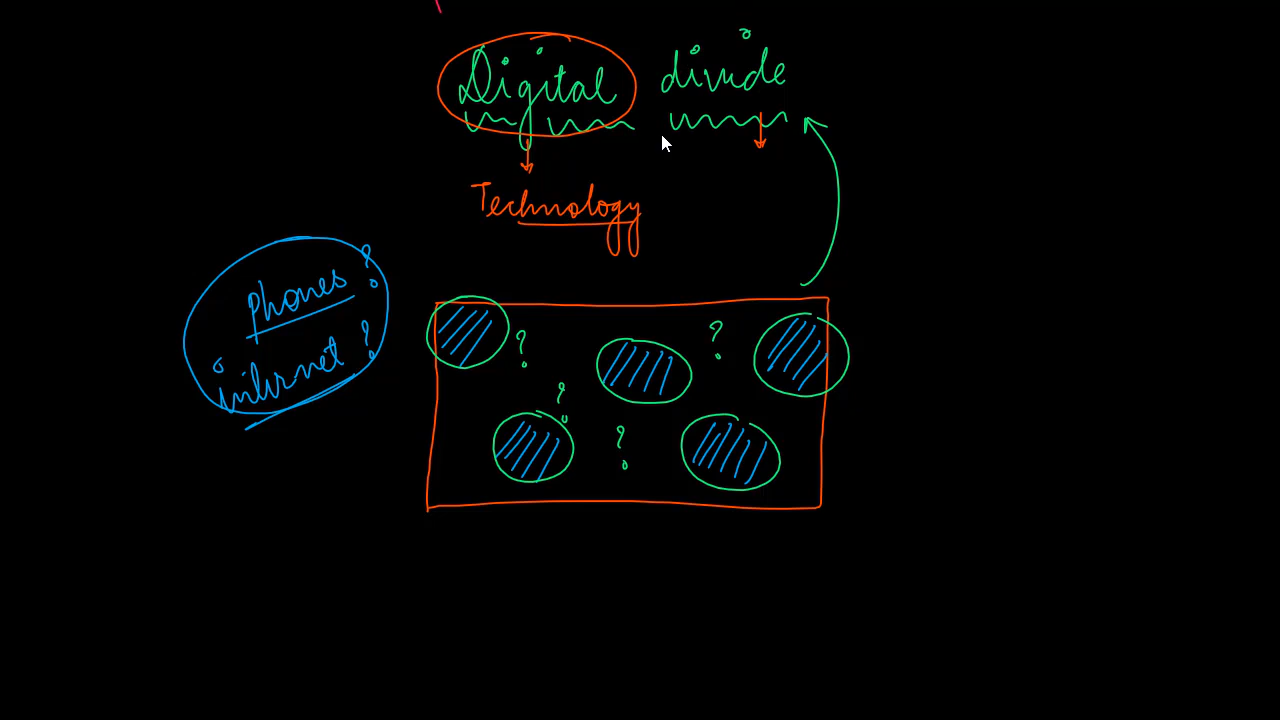 Digital divide
Technology
phones?
internet?
? ?
?
?